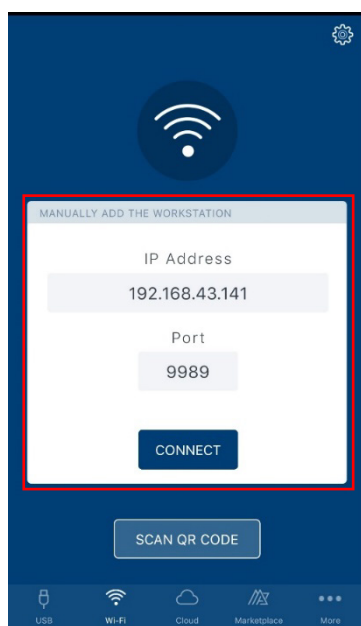 MANUALLY ADD THE WORKSTATION
IP Address
192.168.43.141
Port
9989
CONNECT
SCAN QR CODE
USB
Wi-Fi
Cloud
Marketplace
More